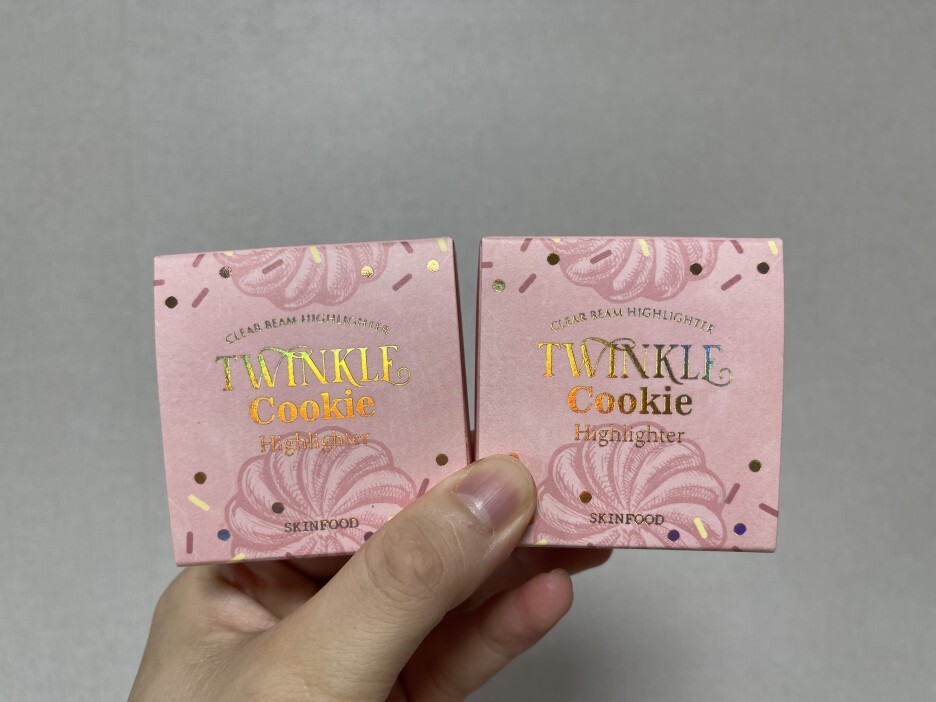 CLEAR BEAM HIGHLIGHTER
TWINKLE
Cookie
Highlighter
SKINFOOD
CLEAR BEAM HIGHLIGHTER
TWINKLE
Cookie
Highlighter
SKINFOOD